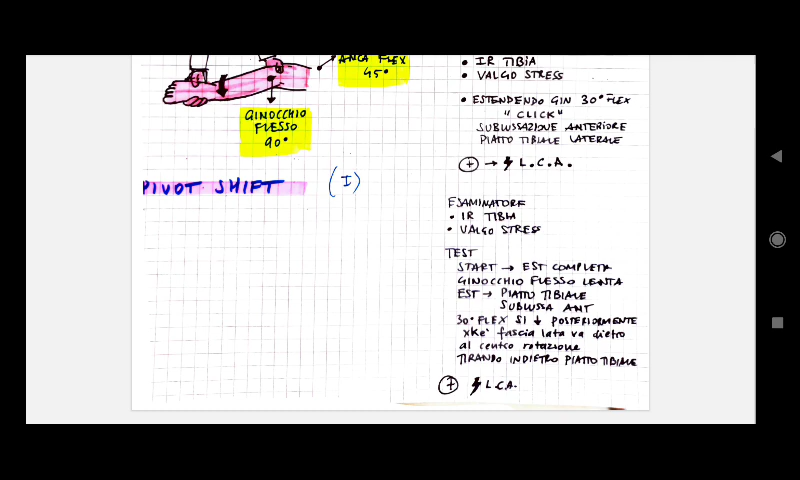 ANCA FLEX
45°
GINOCCHIO
FLESSO
90°
• IR TIBIA
• VALGO STRESS
• ESTENDENDO GIN 30° FLEX
"CLICK"
SUBLUSSAZIONE ANTERIORE
PIATTO TIBIALE LATERALE
+ → L.C.A.
PIVOT SHIFT (I)
ESAMINATORE
• IR TIBIA
• VALGO STRESS
TEST
START → EST COMPLETA
GINOCCHIO FLESSO LENTA
EST → PIATTO TIBIALE
SUBLUSSA ANT
30° FLEX SI ↓ POSTERIORMENTE
xKe' fascia lata va dietro
al centro rotazione
TIRANDO INDIETRO PIATTO TIBIALE
+ L.C.A.